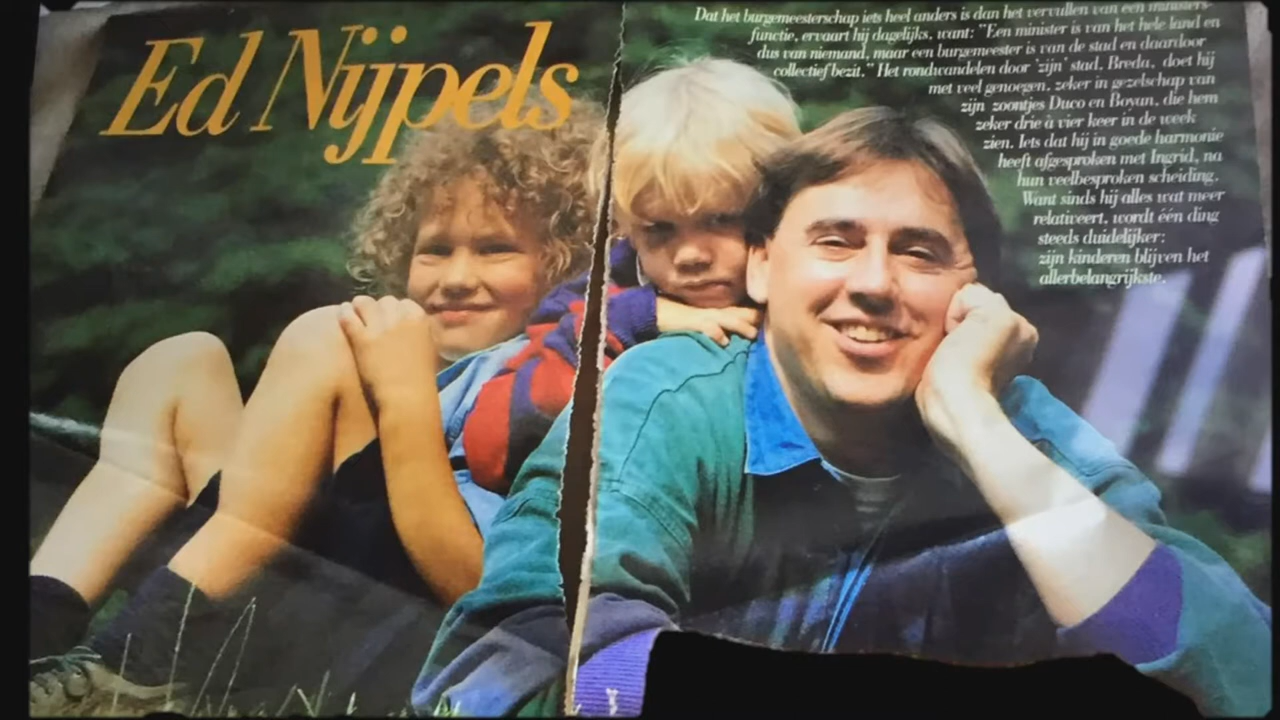 Ed Nijpels
Dat het burgemeesterschap iets heel anders is dan het vervullen van een ministers-
functie, ervaart hij dagelijks, want: "Een minister is van het hele land en
dus van niemand, maar een burgemeester is van de stad en daardoor
collectief bezit." Het rondwandelen door 'zijn' stad, Breda, doet hij
met veel genoegen, zeker in gezelschap van
zijn zoontjes Duco en Boyan, die hem
zeker drie à vier keer in de week
zien. Iets dat hij in goede harmonie
heeft afgesproken met Ingrid, na
hun veelbesproken scheiding.
Want sinds hij alles wat meer
relativeert, wordt één ding
steeds duidelijker:
zijn kinderen blijven het
allerbelangrijkste.